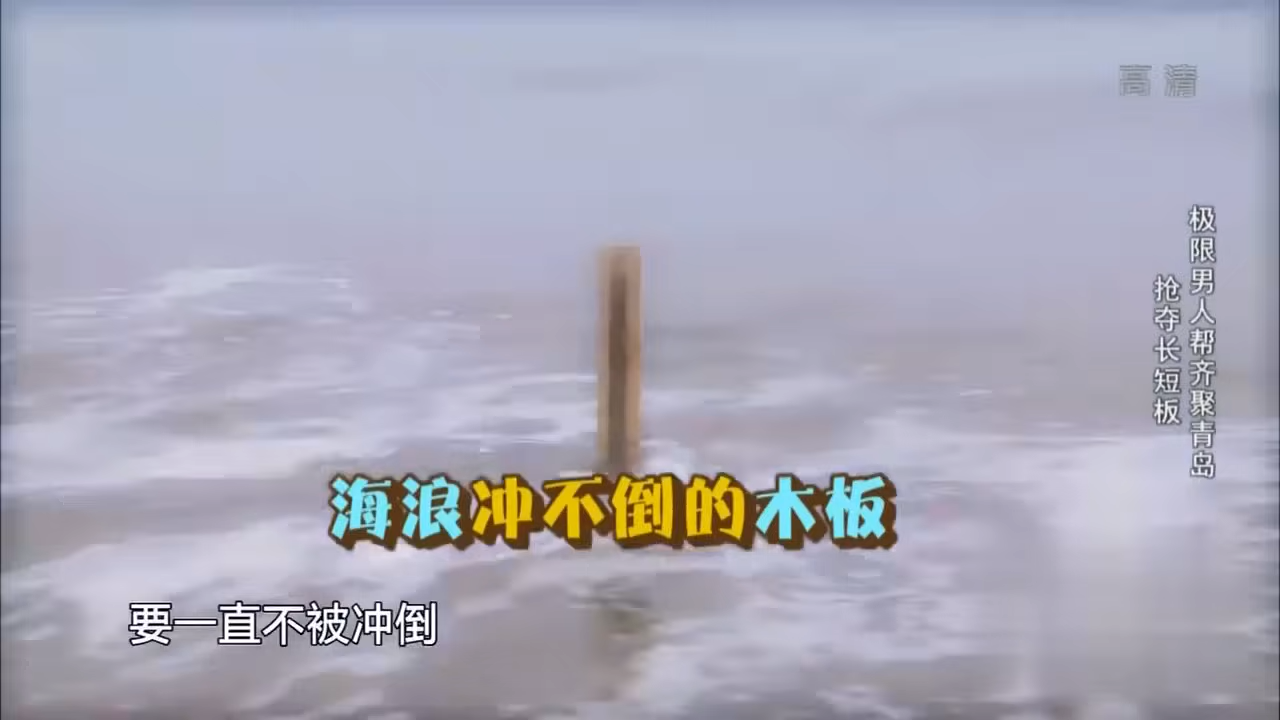 高清
极限男人帮齐聚青岛
抢夺长短板
海浪冲不倒的木板
要一直不被冲倒